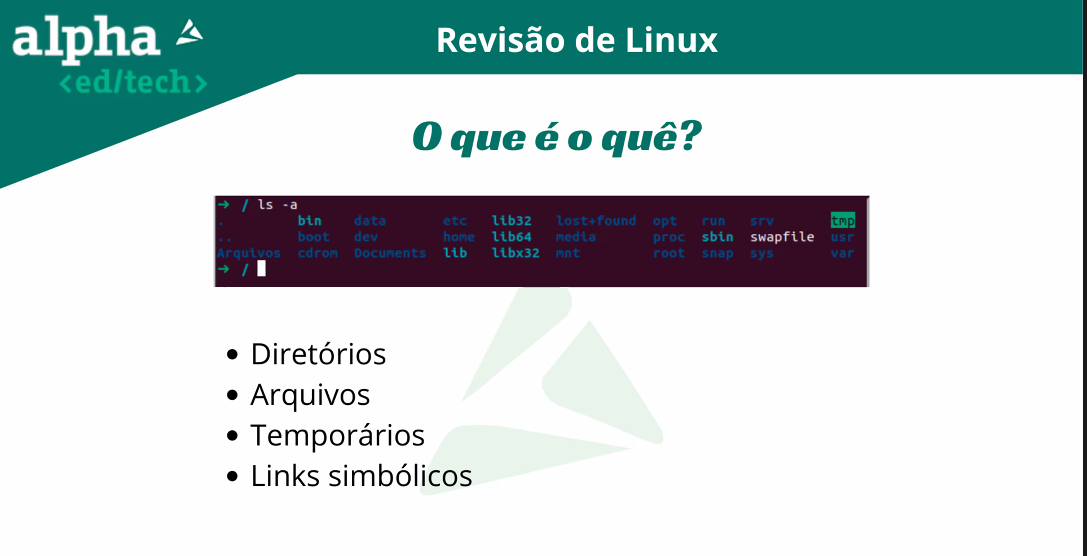 alpha
<ed/tech>
Revisão de Linux
O que é o quê?
➜ / ls -a
. bin data etc lib32 lost+found opt run srv tmp
.. boot dev home lib64 media proc sbin swapfile usr
Arquivos cdrom Documents lib libx32 mnt root snap sys var
➜ /
• Diretórios
• Arquivos
• Temporários
• Links simbólicos